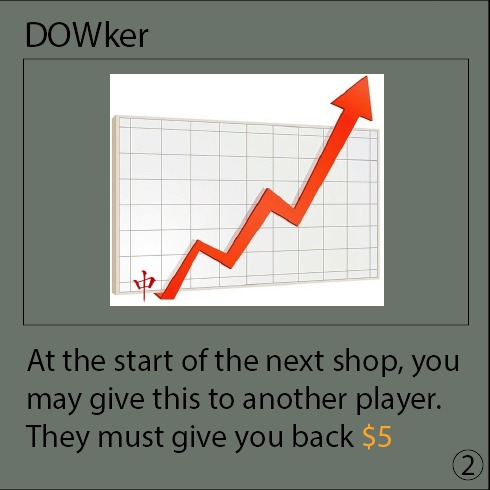 DOWker
中
At the start of the next shop, you
may give this to another player.
They must give you back $5
2